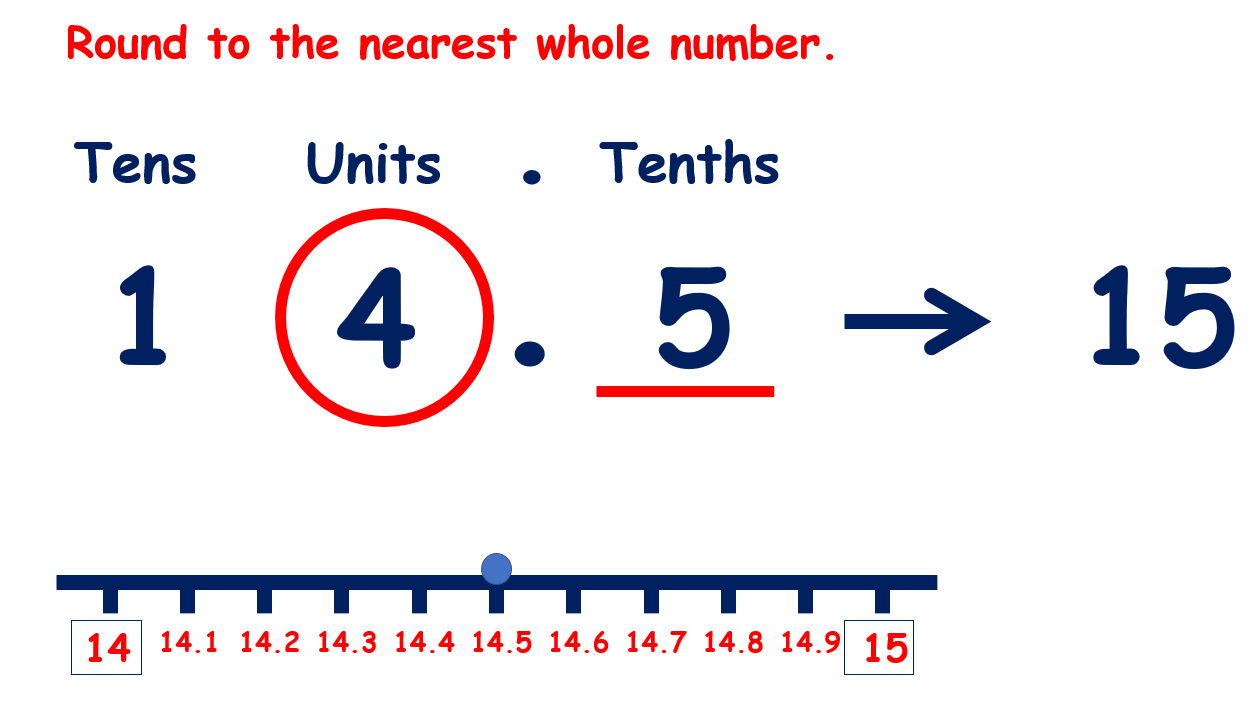 Round to the nearest whole number.
Tens Units . Tenths
1 4 . 5 → 15
14 14.1 14.2 14.3 14.4 14.5 14.6 14.7 14.8 14.9 15